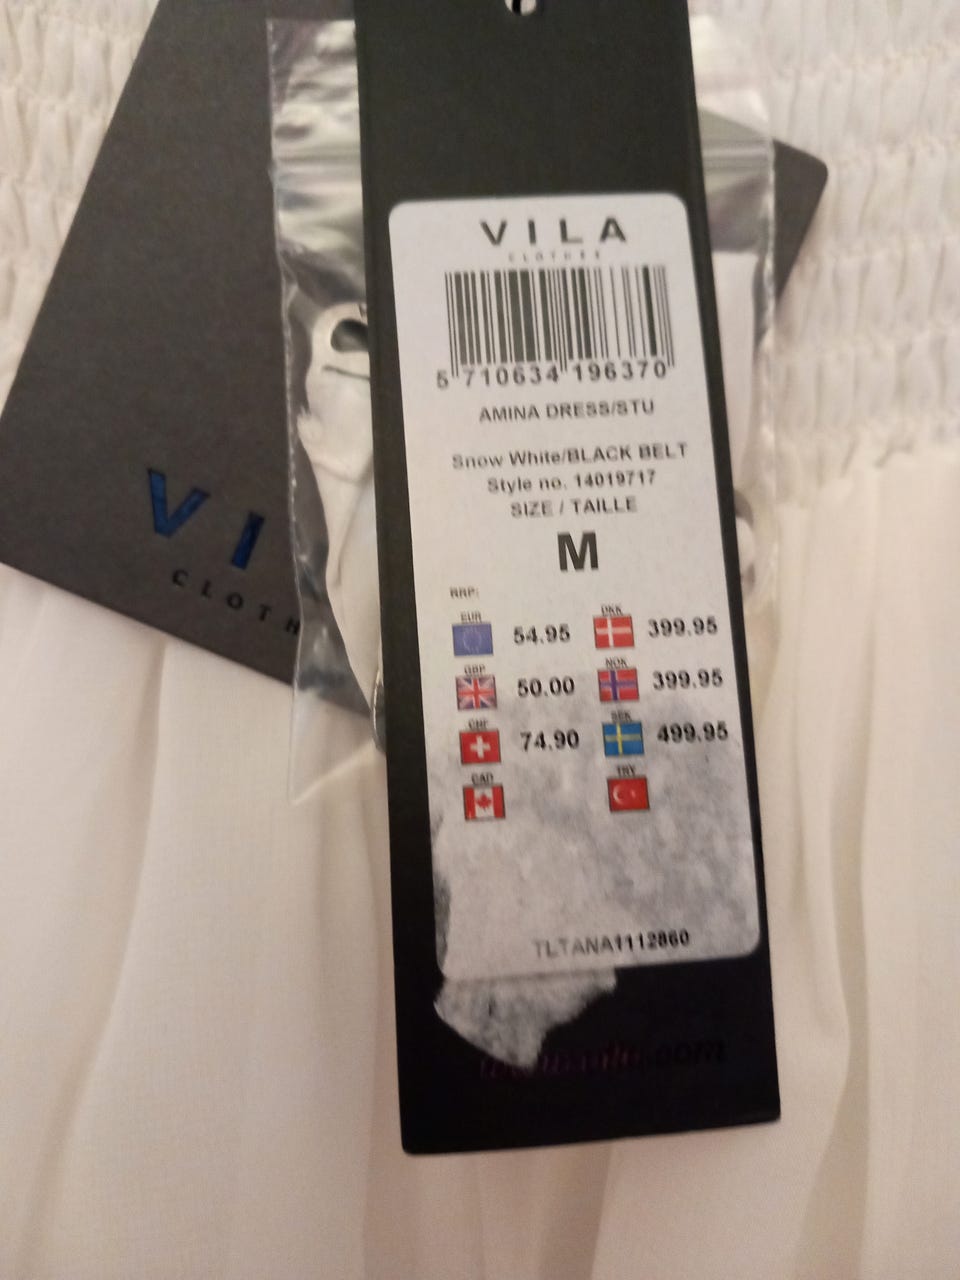 VILA
CLOTHES
5 710634 196370
AMINA DRESS/STU
Snow White/BLACK BELT
Style no. 14019717
SIZE / TAILLE
M
RRP:
EUR 54.95 DKK 399.95
GBP 50.00 NOK 399.95
CHF 74.90 SEK 499.95
CAD TRY
TLTANA1112860
.com
VI
CLOTH